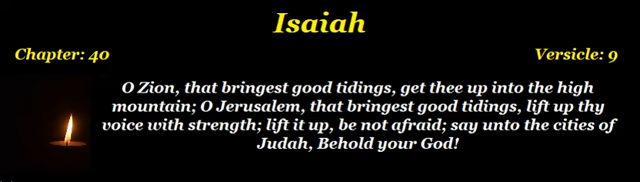 Isaiah
Chapter: 40
Versicle: 9
O Zion, that bringest good tidings, get thee up into the high
mountain; O Jerusalem, that bringest good tidings, lift up thy
voice with strength; lift it up, be not afraid; say unto the cities of
Judah, Behold your God!